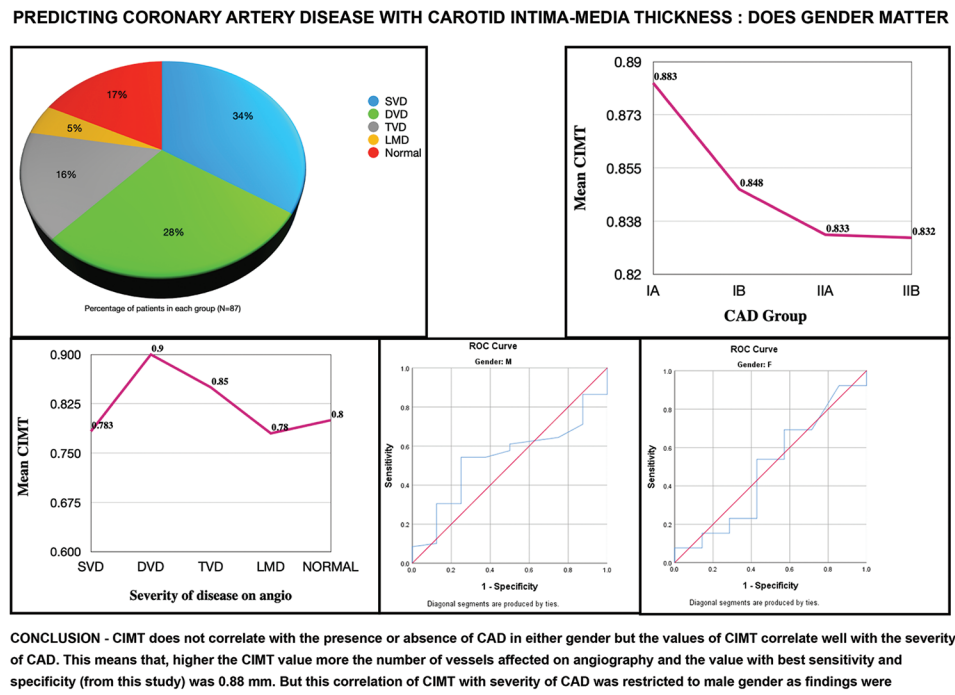 PREDICTING CORONARY ARTERY DISEASE WITH CAROTID INTIMA-MEDIA THICKNESS : DOES GENDER MATTER
17%
34%
5%
16%
28%
SVD
DVD
TVD
LMD
Normal
Percentage of patients in each group (N=87)
Mean CIMT
0.89
0.873
0.855
0.838
0.82
0.883
0.848
0.833
0.832
IA IB IIA IIB
CAD Group
Mean CIMT
0.900
0.825
0.750
0.675
0.600
0.783
0.9
0.85
0.78
0.8
SVD DVD TVD LMD NORMAL
Severity of disease on angio
ROC Curve
Gender: M
Sensitivity
1.0
0.8
0.6
0.4
0.2
0.0
0.0 0.2 0.4 0.6 0.8 1.0
1 - Specificity
Diagonal segments are produced by ties.
ROC Curve
Gender: F
Sensitivity
1.0
0.8
0.6
0.4
0.2
0.0
0.0 0.2 0.4 0.6 0.8 1.0
1 - Specificity
Diagonal segments are produced by ties.
CONCLUSION - CIMT does not correlate with the presence or absence of CAD in either gender but the values of CIMT correlate well with the severity
of CAD. This means that, higher the CIMT value more the number of vessels affected on angiography and the value with best sensitivity and
specificity (from this study) was 0.88 mm. But this correlation of CIMT with severity of CAD was restricted to male gender as findings were